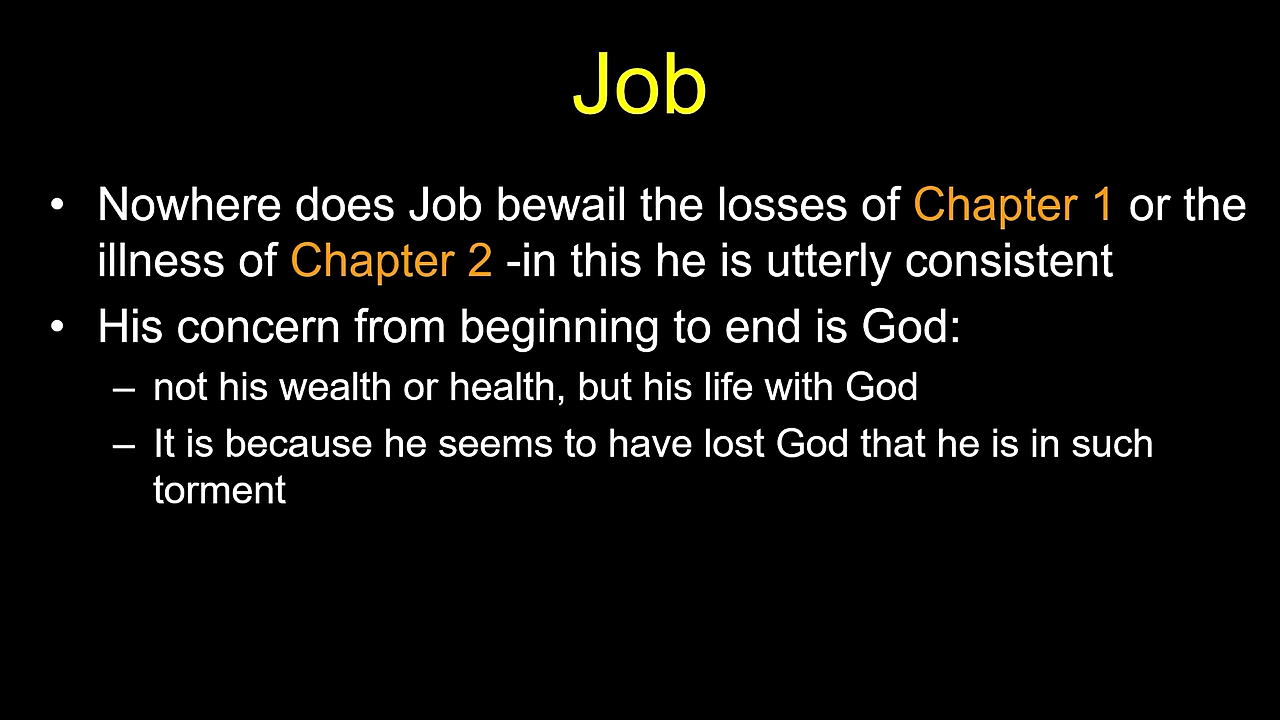 Job
• Nowhere does Job bewail the losses of Chapter 1 or the
illness of Chapter 2 -in this he is utterly consistent
• His concern from beginning to end is God:
– not his wealth or health, but his life with God
– It is because he seems to have lost God that he is in such
torment